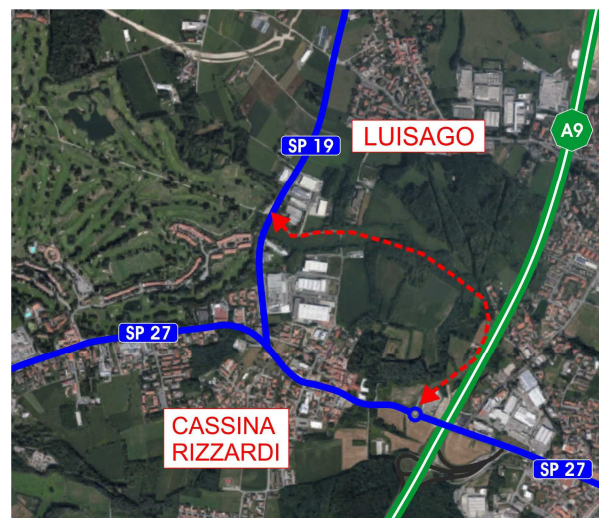 A9
SP 19
LUISAGO
SP 27
CASSINA
RIZZARDI
SP 27